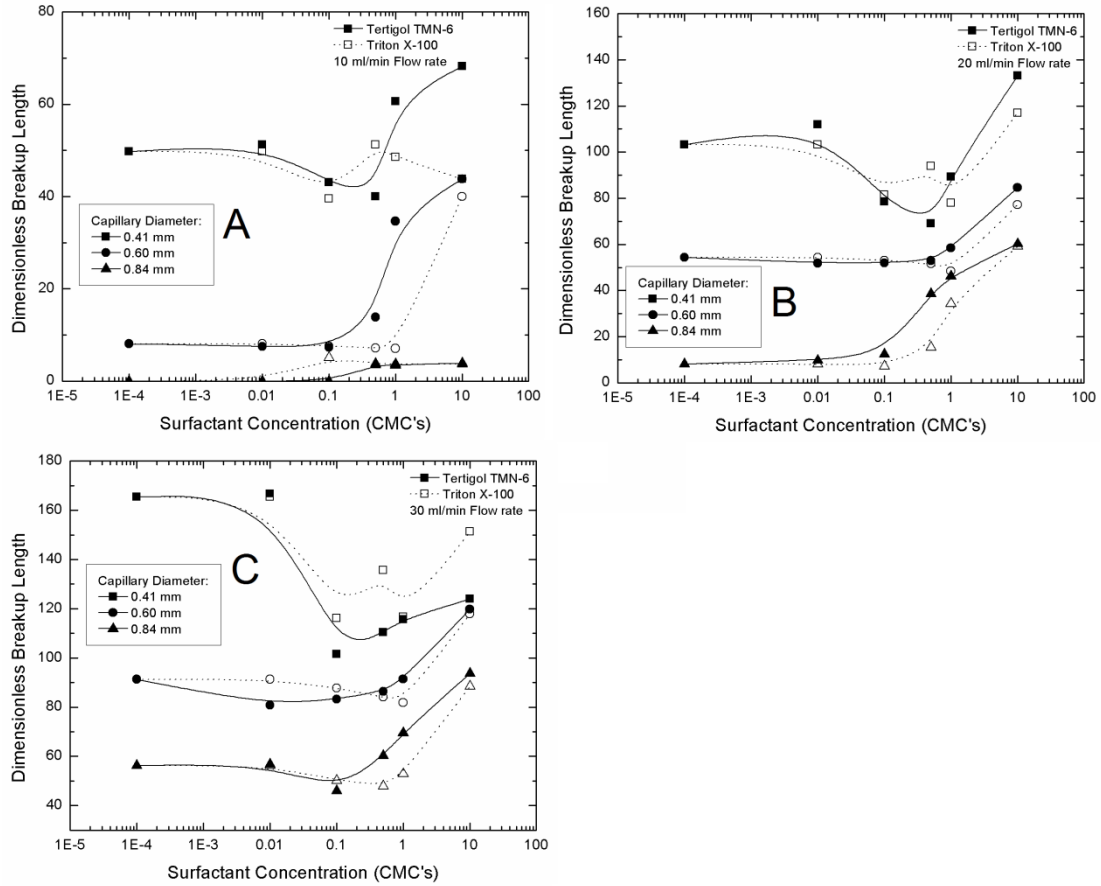 80
60
40
20
0
Dimensionless Breakup Length
1E-5
1E-4
1E-3
0.01
0.1
1
10
100
Surfactant Concentration (CMC's)
Tertigol TMN-6
Triton X-100
10 ml/min Flow rate
Capillary Diameter:
0.41 mm
0.60 mm
0.84 mm
A
160
140
120
100
80
60
40
20
0
Dimensionless Breakup Length
1E-5
1E-4
1E-3
0.01
0.1
1
10
100
Surfactant Concentration (CMC's)
Tertigol TMN-6
Triton X-100
20 ml/min Flow rate
Capillary Diameter:
0.41 mm
0.60 mm
0.84 mm
B
180
160
140
120
100
80
60
40
Dimensionless Breakup Length
1E-5
1E-4
1E-3
0.01
0.1
1
10
100
Surfactant Concentration (CMC's)
Tertigol TMN-6
Triton X-100
30 ml/min Flow rate
Capillary Diameter:
0.41 mm
0.60 mm
0.84 mm
C